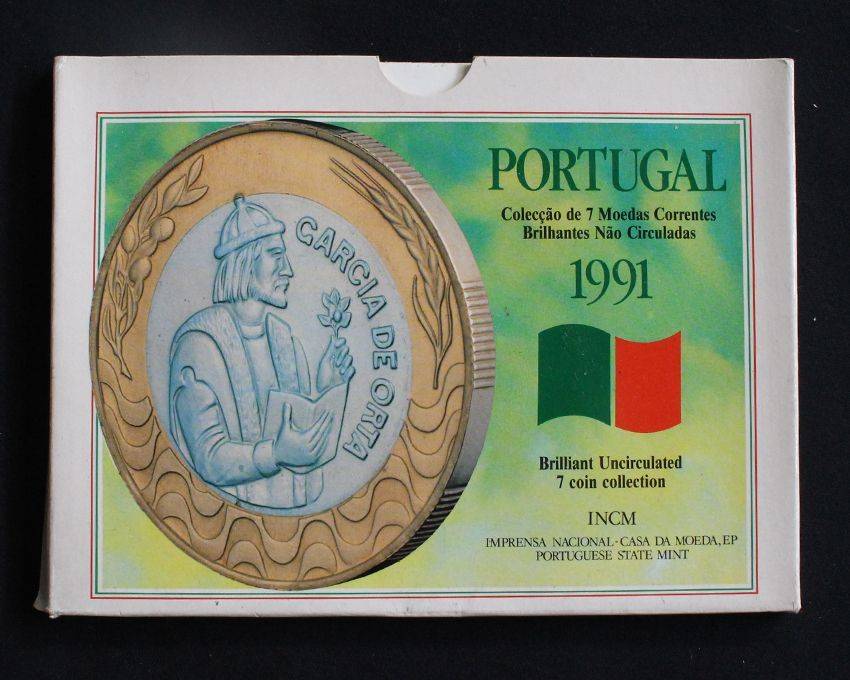 GARCIA DE ORTA
PORTUGAL
Colecção de 7 Moedas Correntes
Brilhantes Não Circuladas
1991
Brilliant Uncirculated
7 coin collection
INCM
IMPRENSA NACIONAL-CASA DA MOEDA, EP
PORTUGUESE STATE MINT